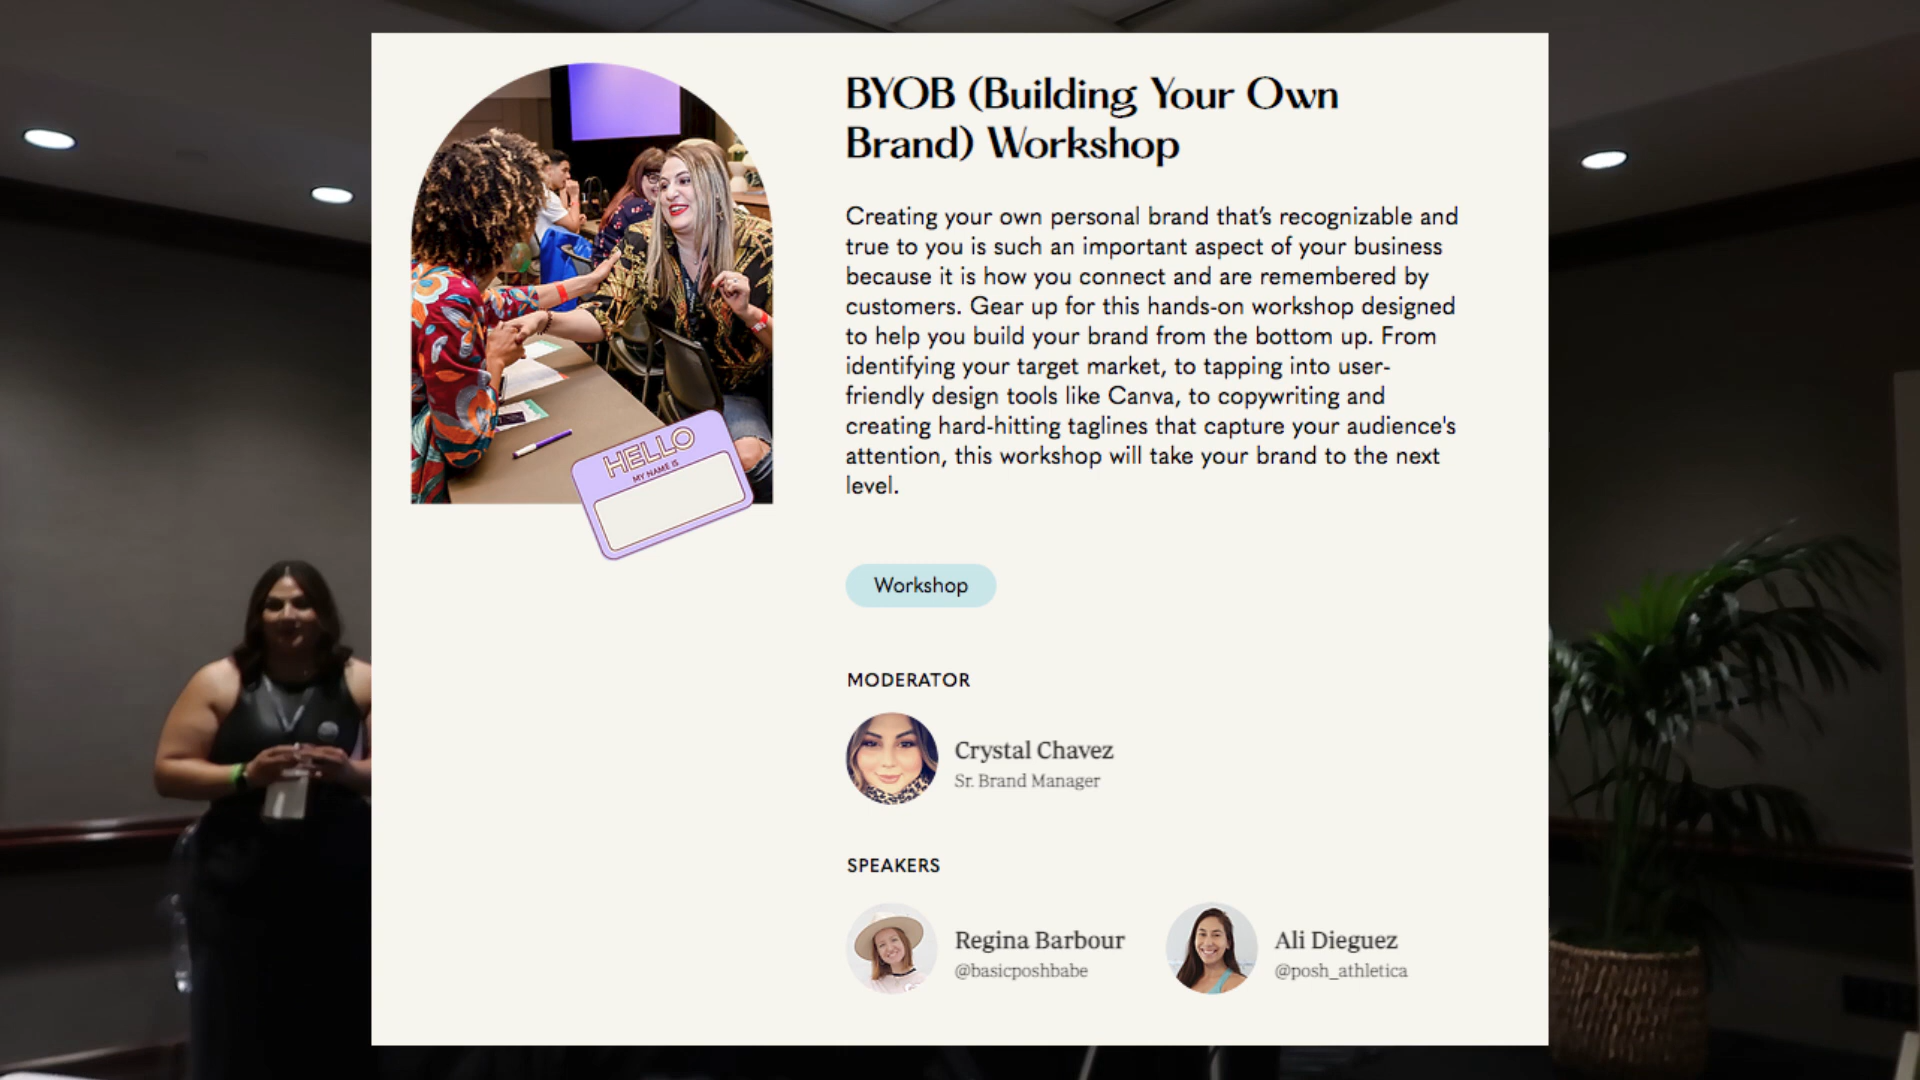 BYOB (Building Your Own
Brand) Workshop
Creating your own personal brand that’s recognizable and
true to you is such an important aspect of your business
because it is how you connect and are remembered by
customers. Gear up for this hands-on workshop designed
to help you build your brand from the bottom up. From
identifying your target market, to tapping into user-
friendly design tools like Canva, to copywriting and
creating hard-hitting taglines that capture your audience's
attention, this workshop will take your brand to the next
level.
HELLO
MY NAME IS
Workshop
MODERATOR
Crystal Chavez
Sr. Brand Manager
SPEAKERS
Regina Barbour
@basicposhbabe
Ali Dieguez
@posh_athletica